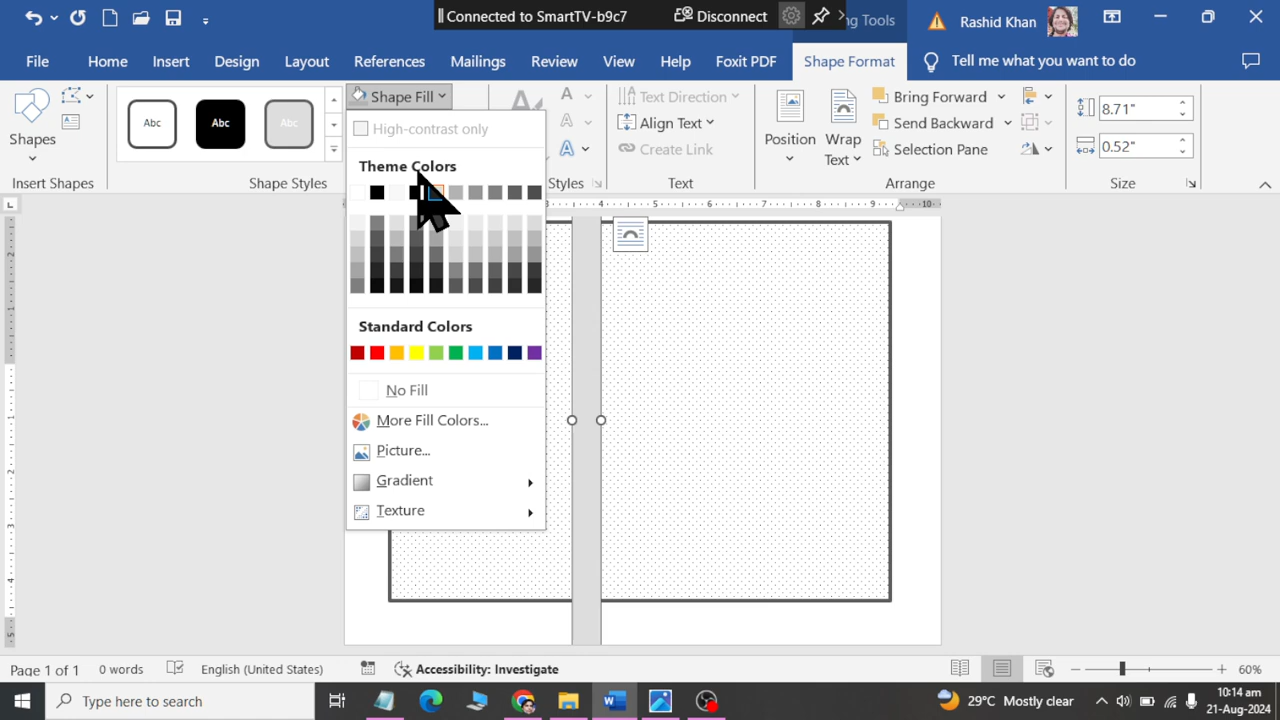 Connected to SmartTV-b9c7
Disconnect
ng Tools
Rashid Khan
File
Home
Insert
Design
Layout
References
Mailings
Review
View
Help
Foxit PDF
Shape Format
Tell me what you want to do
Shapes
Abc
Abc
Abc
Shape Fill
Text Direction
Align Text
Create Link
Position
Wrap
Text
Bring Forward
Send Backward
Selection Pane
8.71"
0.52"
Insert Shapes
Shape Styles
Styles
Text
Arrange
Size
High-contrast only
Theme Colors
Standard Colors
No Fill
More Fill Colors...
Picture...
Gradient
Texture
Page 1 of 1
0 words
English (United States)
Accessibility: Investigate
60%
Type here to search
29°C Mostly clear
10:14 am
21-Aug-2024